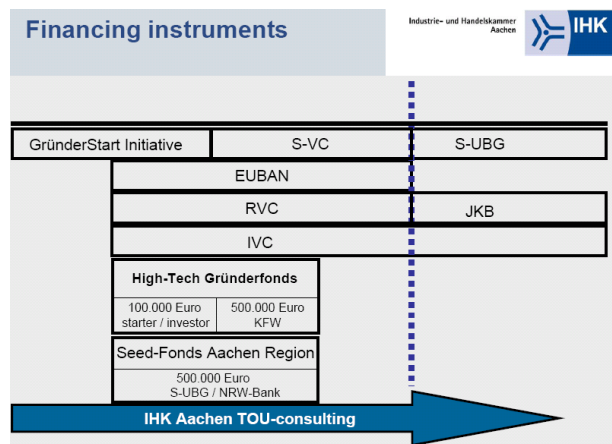 Financing instruments
Industrie- und Handelskammer
Aachen
IHK
GründerStart Initiative
S-VC
S-UBG
EUBAN
RVC
JKB
IVC
High-Tech Gründerfonds
100.000 Euro
starter / investor
500.000 Euro
KFW
Seed-Fonds Aachen Region
500.000 Euro
S-UBG / NRW-Bank
IHK Aachen TOU-consulting